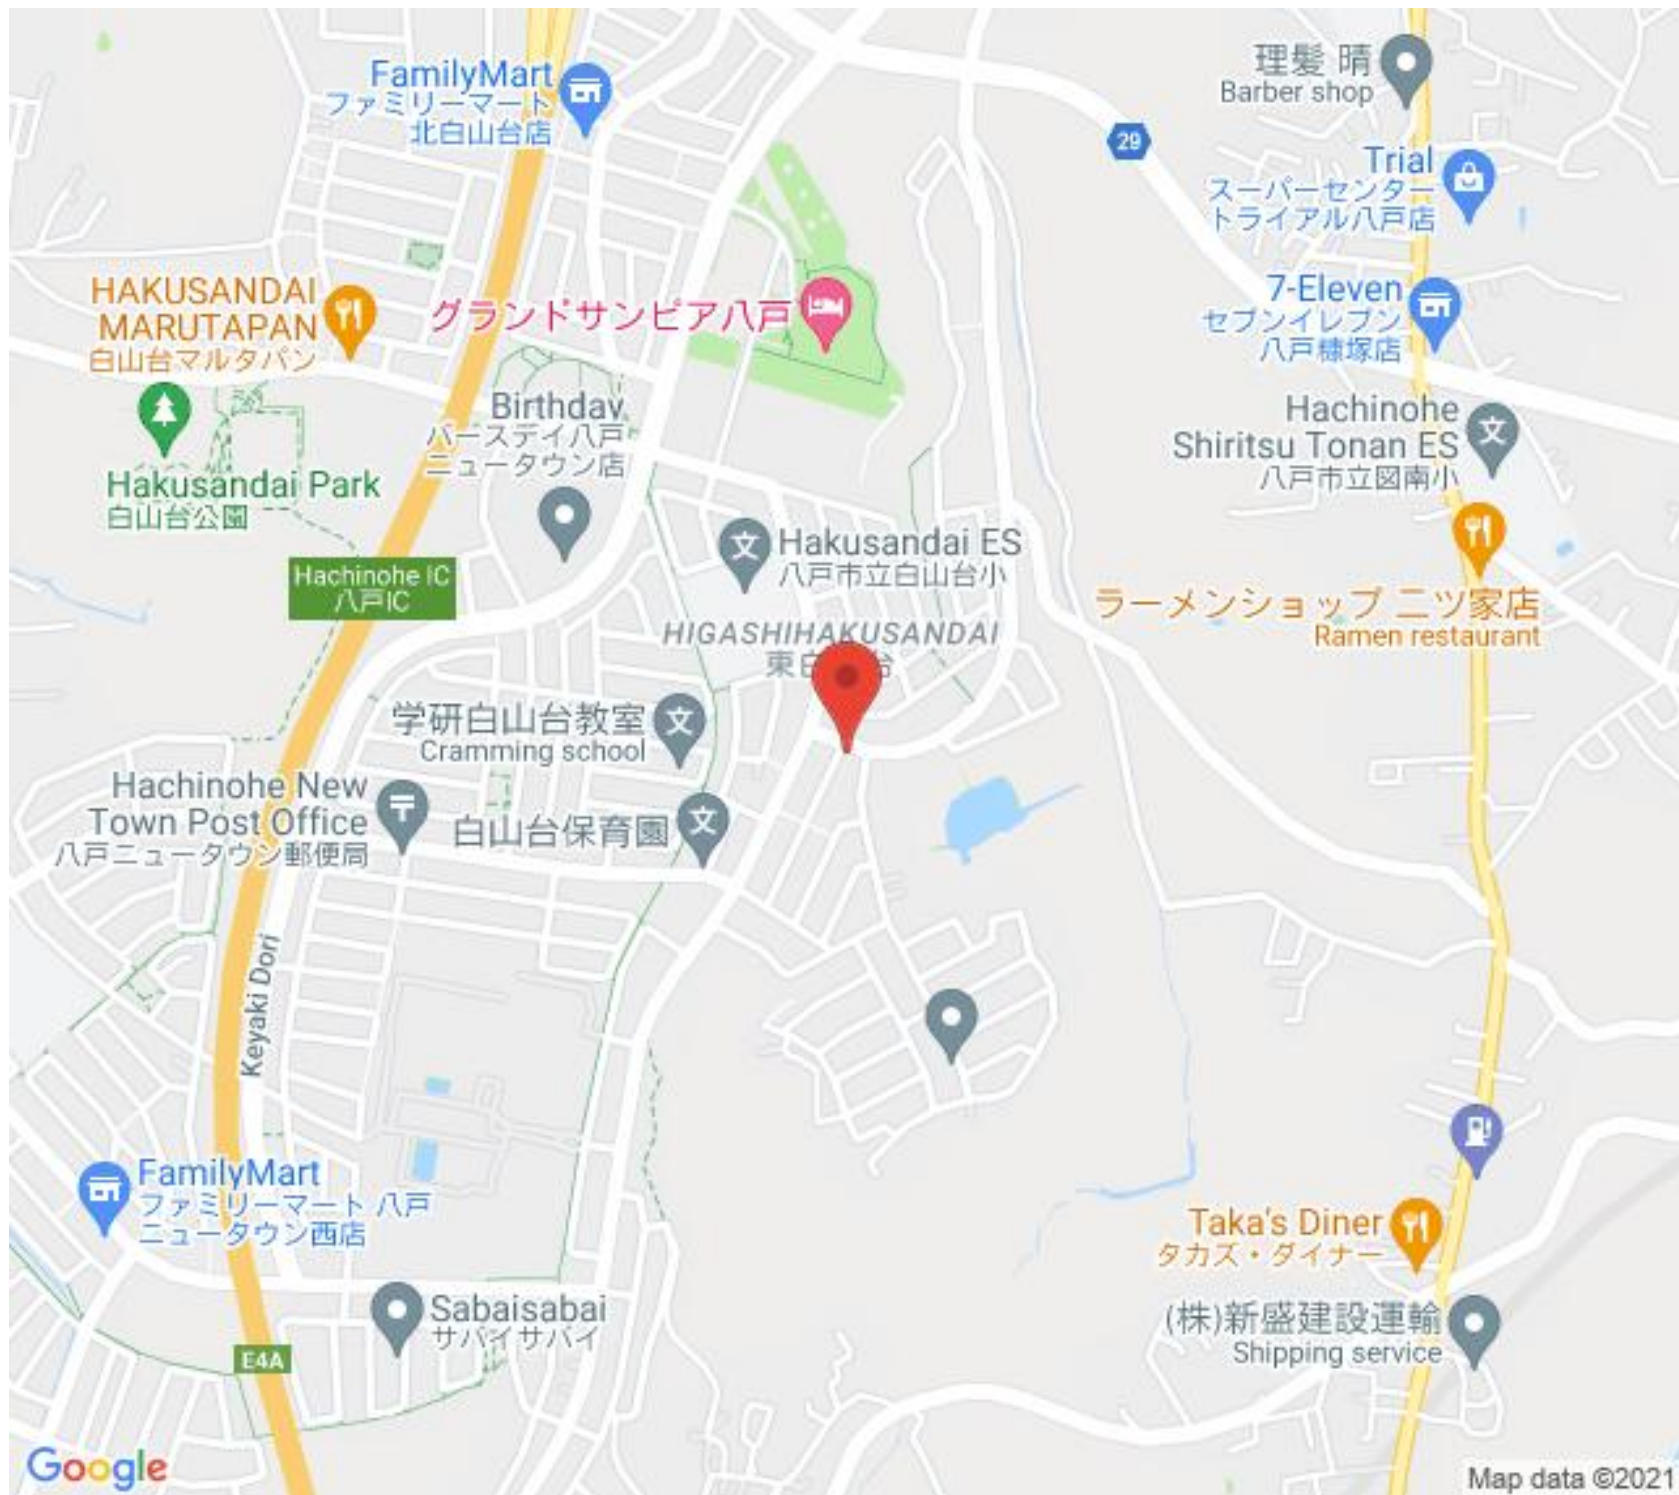 理髪 晴
Barber shop
FamilyMart
ファミリーマート
北白山台店
29
Trial
スーパーセンター
トライアル八戸店
HAKUSANDAI
MARUTAPAN
白山台マルタパン
グランドサンピア八戸
7-Eleven
セブンイレブン
八戸糠塚店
Birthday
バースデイ八戸
ニュータウン店
Hachinohe
Shiritsu Tonan ES
八戸市立図南小
Hakusandai Park
白山台公園
Hakusandai ES
八戸市立白山台小
Hachinohe IC
八戸IC
ラーメンショップ 二ツ家店
Ramen restaurant
HIGASHIHAKUSANDAI
学研白山台教室
Cramming school
Hachinohe New
Town Post Office
八戸ニュータウン郵便局
白山台保育園
Keyaki Dori
FamilyMart
ファミリーマート 八戸
ニュータウン西店
Taka's Diner
タカズ・ダイナー
Sabaisabai
サバイサバイ
(株)新盛建設運輸
Shipping service
E4A
Google
Map data ©2021